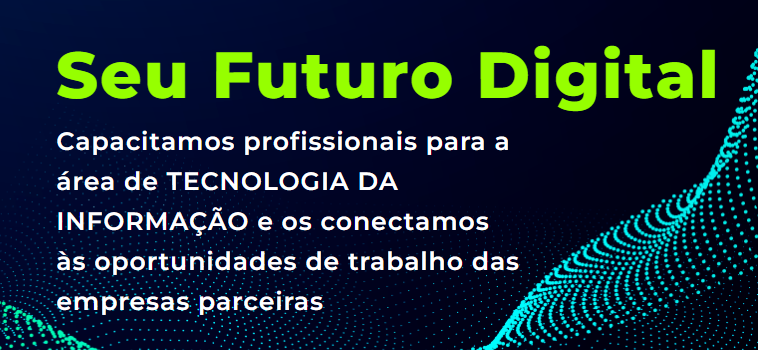 Seu Futuro Digital
Capacitamos profissionais para a
área de TECNOLOGIA DA
INFORMAÇÃO e os conectamos
às oportunidades de trabalho das
empresas parceiras